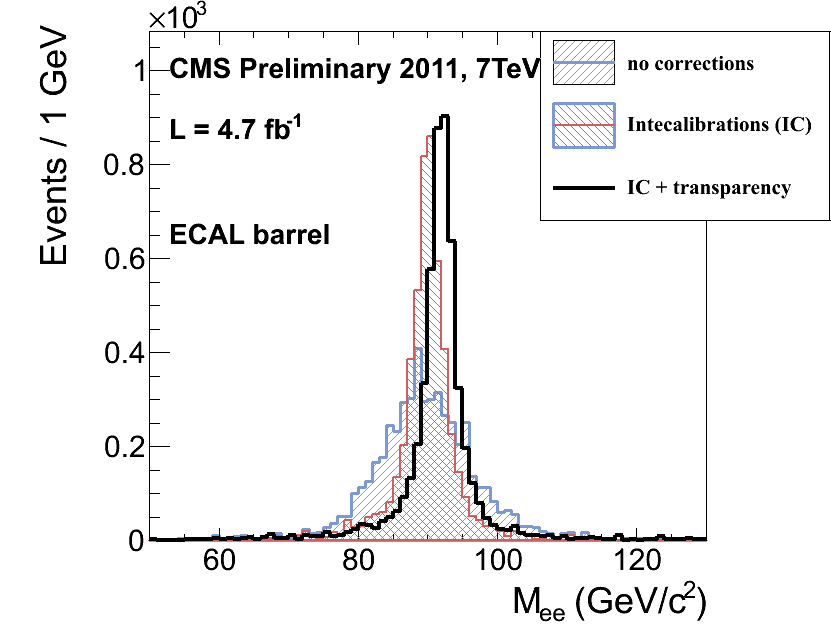 ×10³
CMS Preliminary 2011, 7TeV
L = 4.7 fb⁻¹
ECAL barrel
no corrections
Intecalibrations (IC)
IC + transparency
Events / 1 GeV
1
0.8
0.6
0.4
0.2
0
60 80 100 120
Mee (GeV/c²)